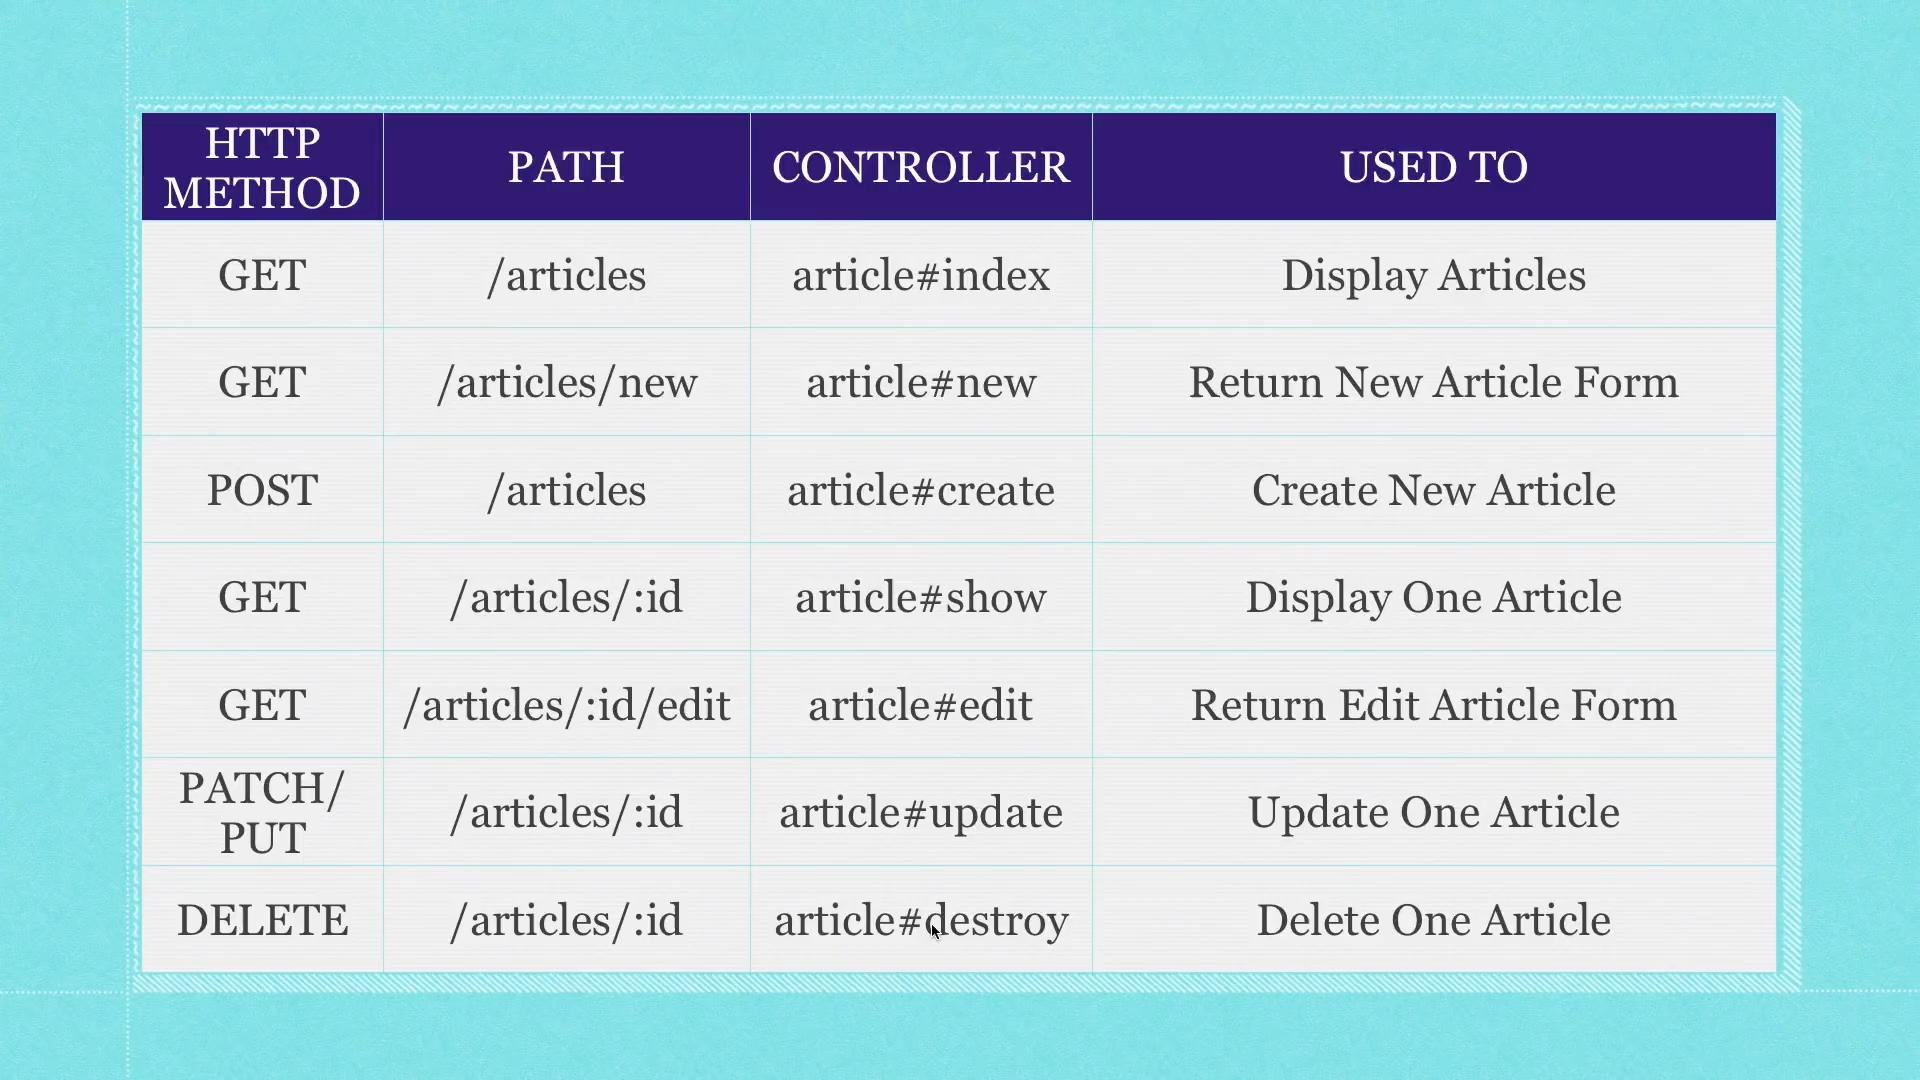 HTTP METHOD PATH CONTROLLER USED TO
GET /articles article#index Display Articles
GET /articles/new article#new Return New Article Form
POST /articles article#create Create New Article
GET /articles/:id article#show Display One Article
GET /articles/:id/edit article#edit Return Edit Article Form
PATCH/PUT /articles/:id article#update Update One Article
DELETE /articles/:id article#destroy Delete One Article